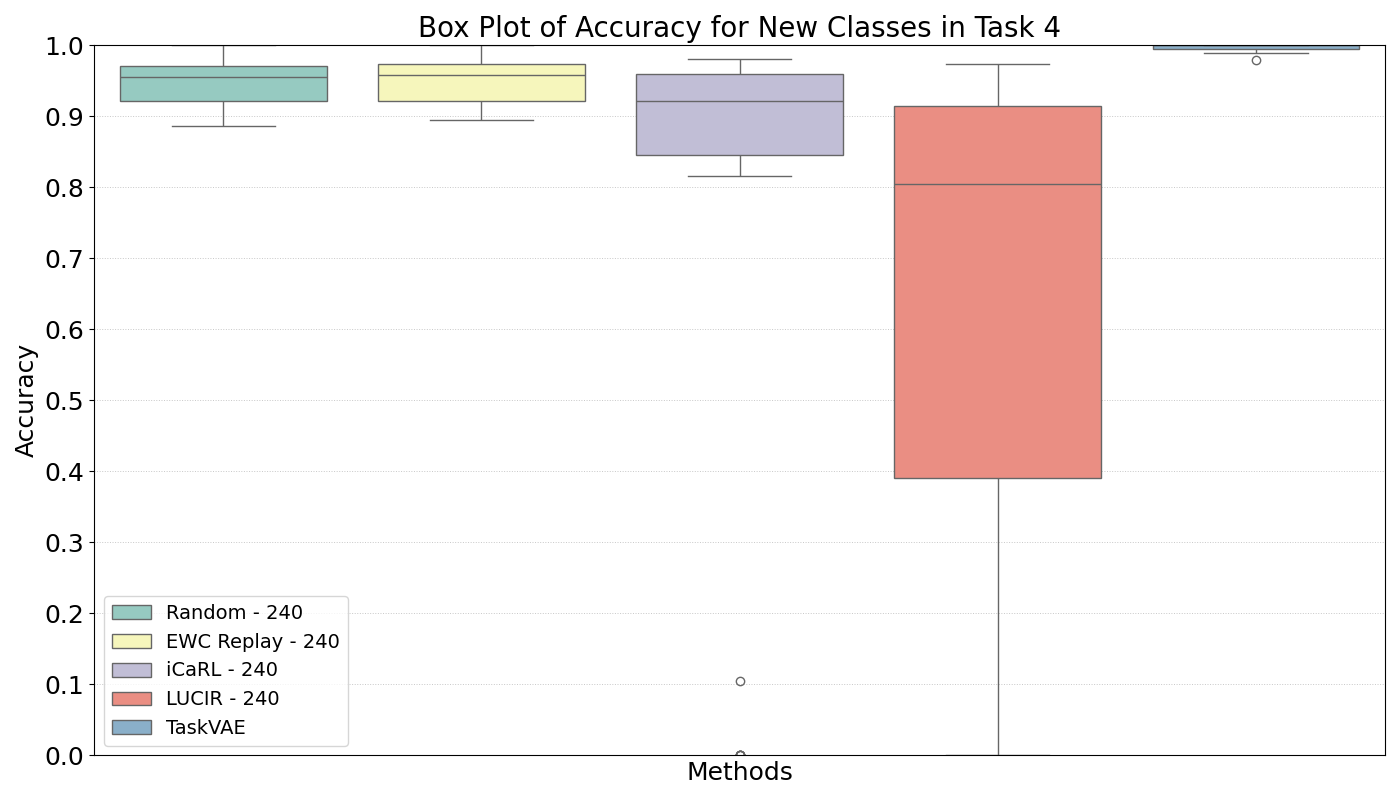 Box Plot of Accuracy for New Classes in Task 4
1.0
0.9
0.8
0.7
0.6
0.5
0.4
0.3
0.2
0.1
0.0
Accuracy
Random - 240
EWC Replay - 240
iCaRL - 240
LUCIR - 240
TaskVAE
Methods